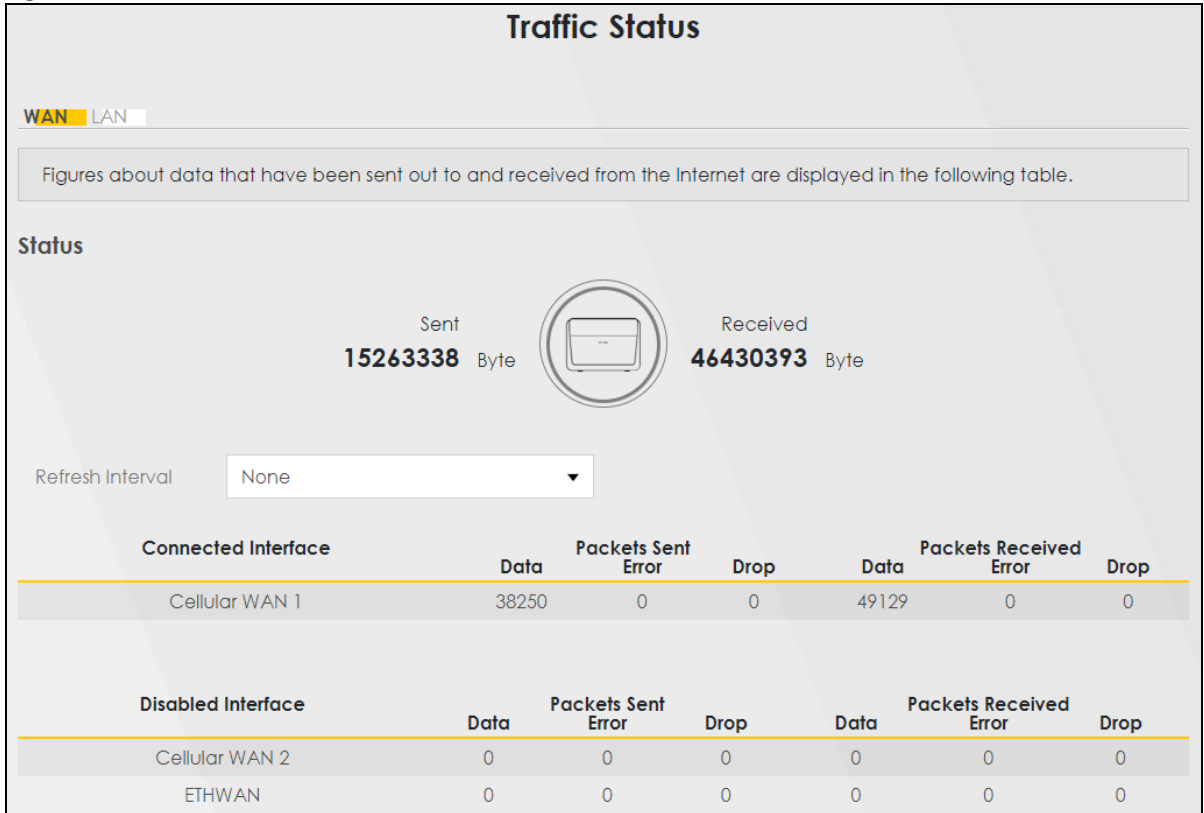 Traffic Status
WAN LAN
Figures about data that have been sent out to and received from the Internet are displayed in the following table.
Status
Sent
15263338 Byte
Received
46430393 Byte
Refresh Interval None
Connected Interface Packets Sent Packets Received
Data Error Drop Data Error Drop
Cellular WAN 1 38250 0 0 49129 0 0
Disabled Interface Packets Sent Packets Received
Data Error Drop Data Error Drop
Cellular WAN 2 0 0 0 0 0 0
ETHWAN 0 0 0 0 0 0